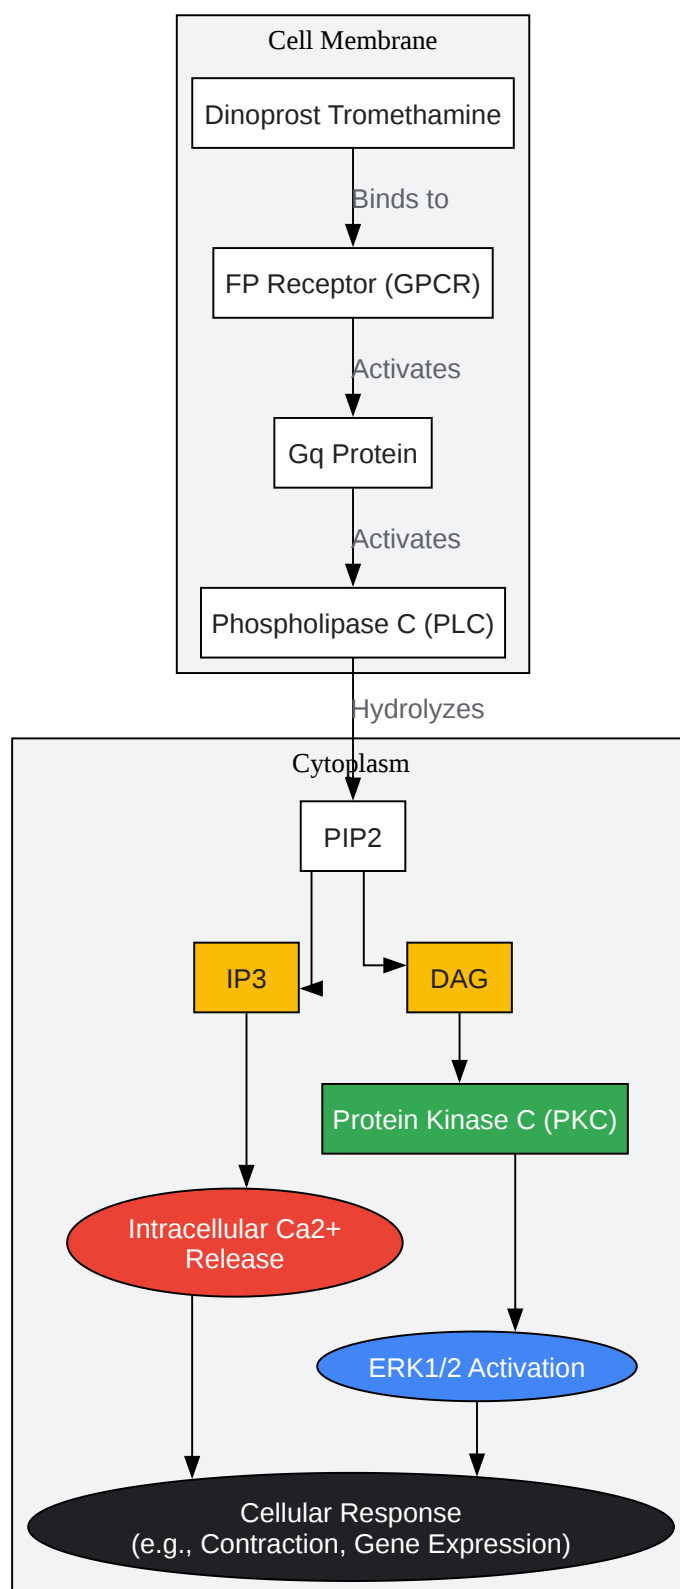 Cell Membrane
Dinoprost Tromethamine
Binds to
FP Receptor (GPCR)
Activates
Gq Protein
Activates
Phospholipase C (PLC)
Hydrolyzes
Cytoplasm
PIP2
IP3
DAG
Protein Kinase C (PKC)
Intracellular Ca2+
Release
ERK1/2 Activation
Cellular Response
(e.g., Contraction, Gene Expression)